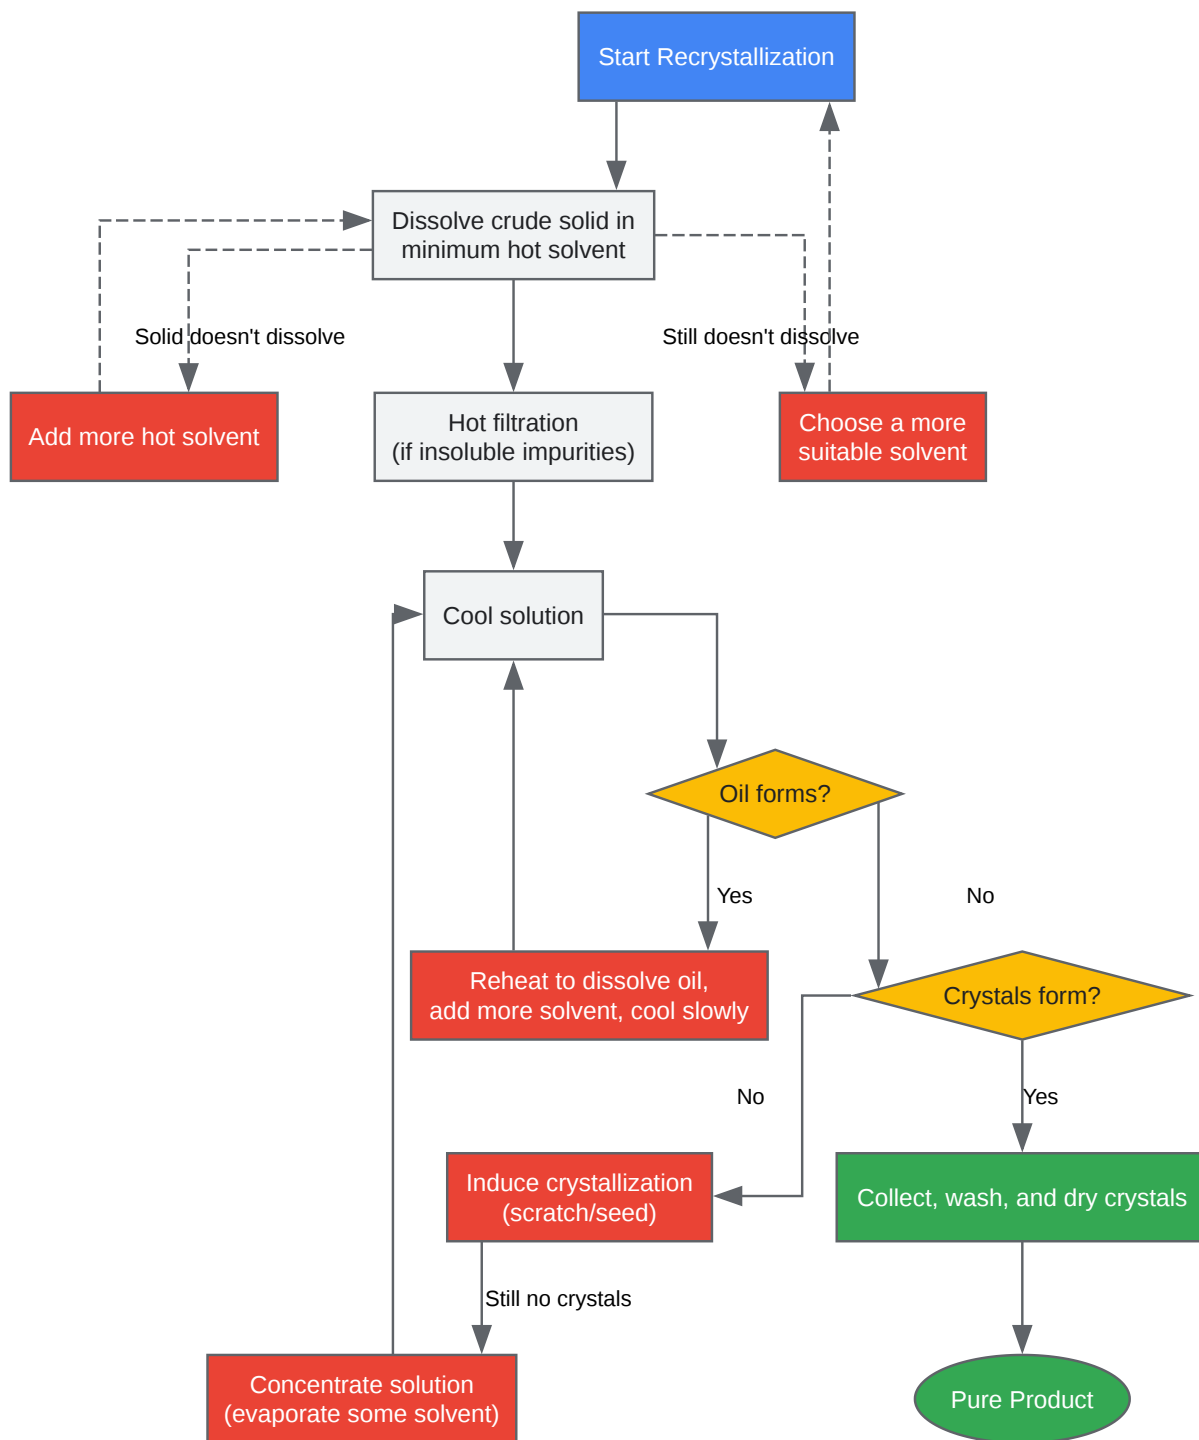 Start Recrystallization
Dissolve crude solid in
minimum hot solvent
Solid doesn't dissolve
Still doesn't dissolve
Add more hot solvent
Hot filtration
(if insoluble impurities)
Choose a more
suitable solvent
Cool solution
Oil forms?
Yes
No
Reheat to dissolve oil,
add more solvent, cool slowly
Crystals form?
No
Yes
Induce crystallization
(scratch/seed)
Collect, wash, and dry crystals
Still no crystals
Concentrate solution
(evaporate some solvent)
Pure Product